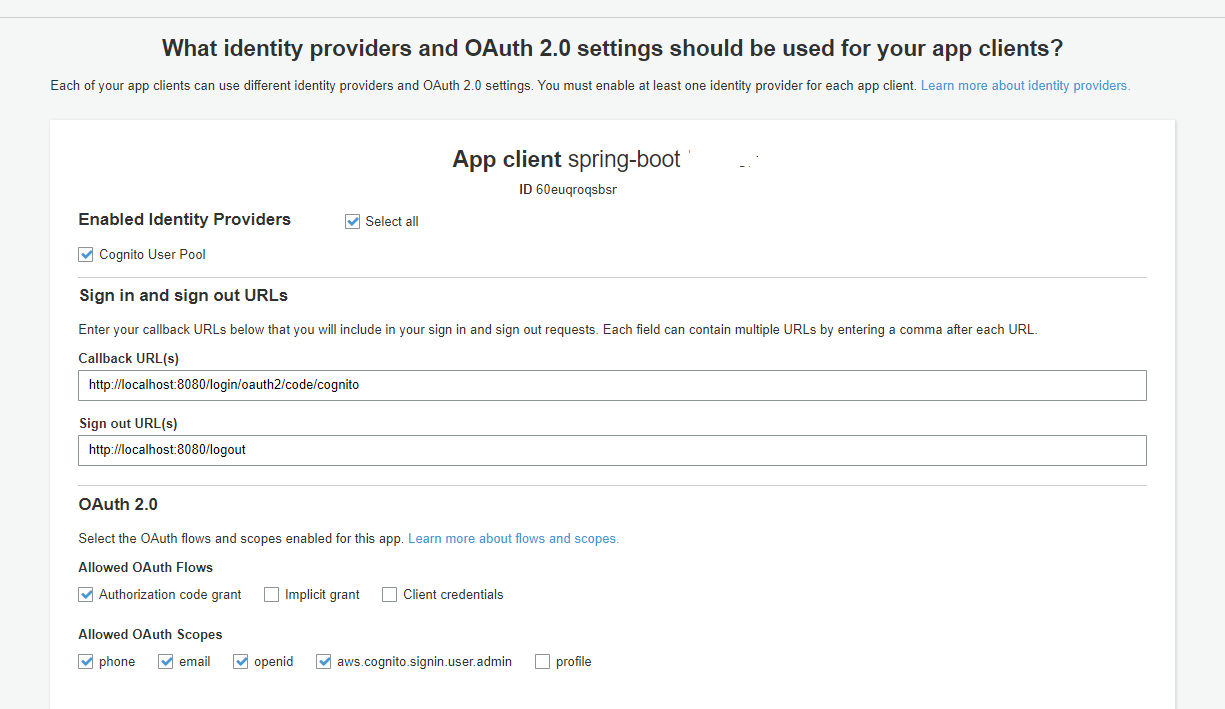 What identity providers and OAuth 2.0 settings should be used for your app clients?
Each of your app clients can use different identity providers and OAuth 2.0 settings. You must enable at least one identity provider for each app client. Learn more about identity providers.
App client spring-boot
ID 60euqroqsbsr
Enabled Identity Providers Select all
Cognito User Pool
Sign in and sign out URLs
Enter your callback URLs below that you will include in your sign in and sign out requests. Each field can contain multiple URLs by entering a comma after each URL.
Callback URL(s)
http://localhost:8080/login/oauth2/code/cognito
Sign out URL(s)
http://localhost:8080/logout
OAuth 2.0
Select the OAuth flows and scopes enabled for this app. Learn more about flows and scopes.
Allowed OAuth Flows
Authorization code grant Implicit grant Client credentials
Allowed OAuth Scopes
phone email openid aws.cognito.signin.user.admin profile